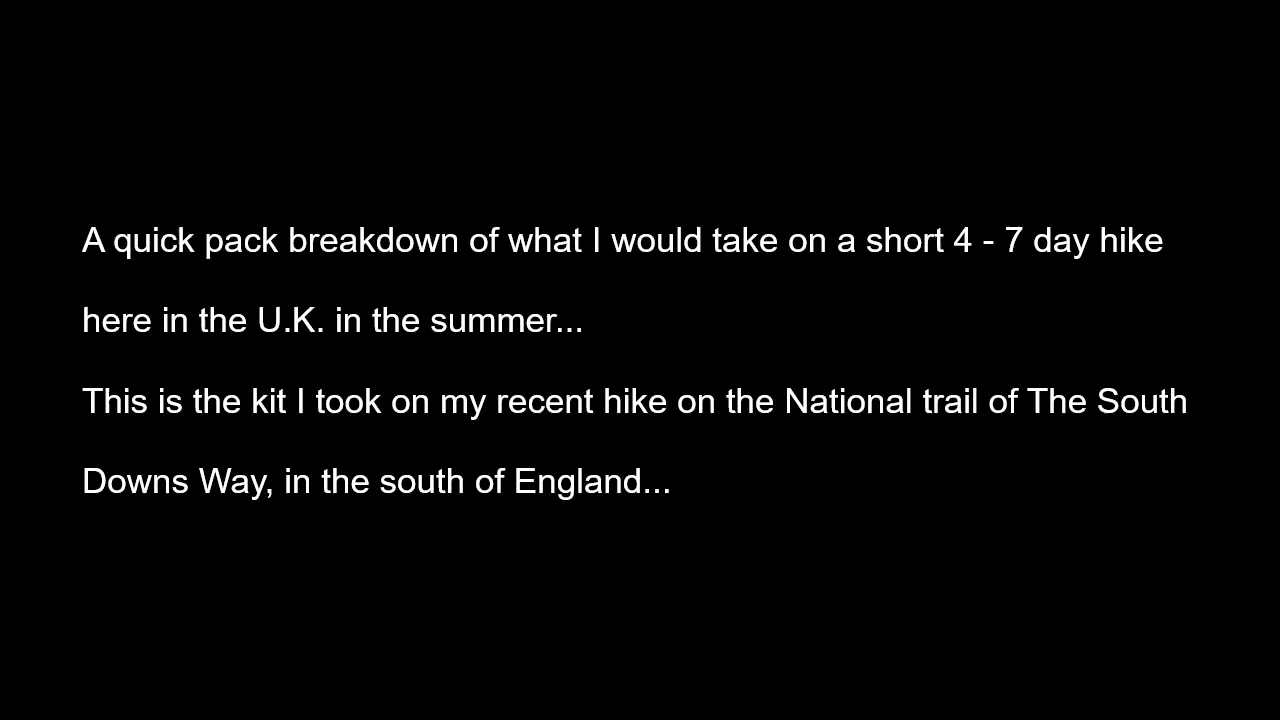 A quick pack breakdown of what I would take on a short 4 - 7 day hike
here in the U.K. in the summer...
This is the kit I took on my recent hike on the National trail of The South
Downs Way, in the south of England...